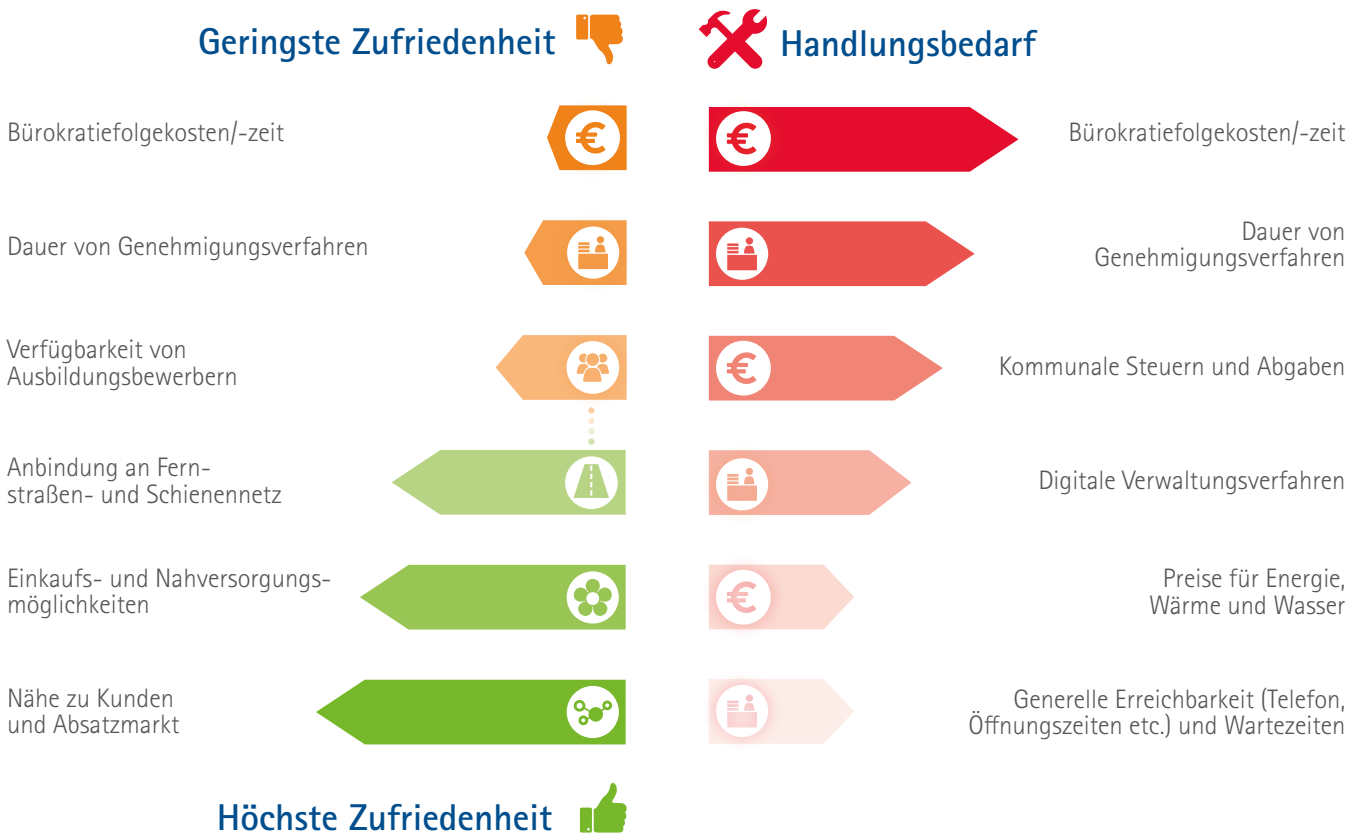 Geringste Zufriedenheit
Bürokratiefolgekosten/-zeit
Dauer von Genehmigungsverfahren
Verfügbarkeit von
Ausbildungsbewerbern
Anbindung an Fern-
straßen- und Schienennetz
Einkaufs- und Nahversorgungs-
möglichkeiten
Nähe zu Kunden
und Absatzmarkt
Höchste Zufriedenheit
Handlungsbedarf
Bürokratiefolgekosten/-zeit
Dauer von
Genehmigungsverfahren
Kommunale Steuern und Abgaben
Digitale Verwaltungsverfahren
Preise für Energie,
Wärme und Wasser
Generelle Erreichbarkeit (Telefon,
Öffnungszeiten etc.) und Wartezeiten